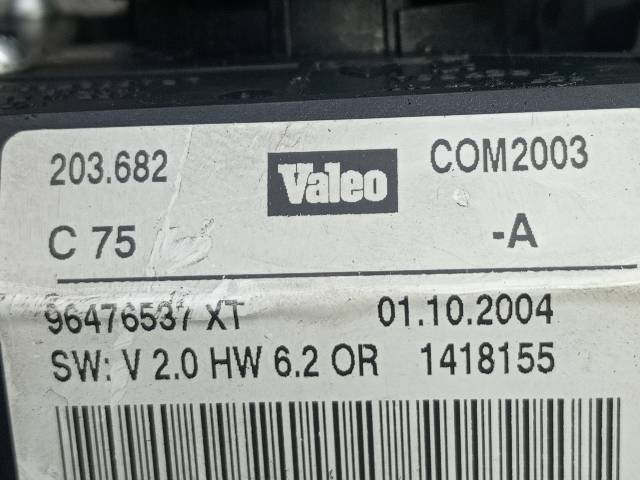 203.682 Valeo COM2003
C 75 -A
96476537 XT 01.10.2004
SW: V 2.0 HW 6.2 OR 1418155